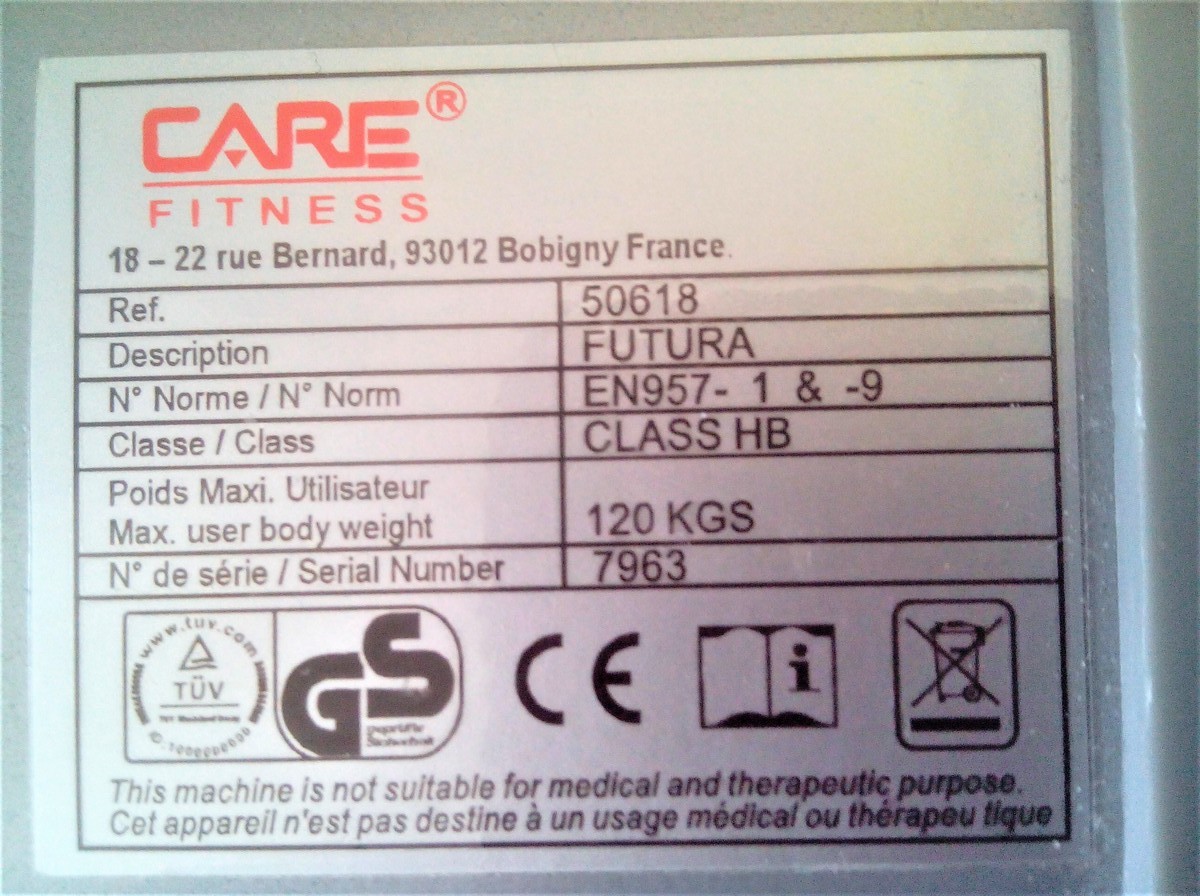 CARE®
FITNESS
18 – 22 rue Bernard, 93012 Bobigny France.
Ref. 50618
Description FUTURA
N° Norme / N° Norm EN957- 1 & -9
Classe / Class CLASS HB
Poids Maxi. Utilisateur
Max. user body weight 120 KGS
N° de série / Serial Number 7963
www.tuv.com
TÜV
GS
geprüfte
Sicherheit
CE
i
This machine is not suitable for medical and therapeutic purpose.
Cet appareil n'est pas destine à un usage médical ou thérapeu tique